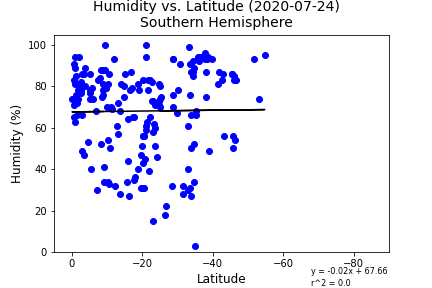 Humidity vs. Latitude (2020-07-24)
Southern Hemisphere
100
80
60
40
20
0
Humidity (%)
0
−20
−40
−60
−80
Latitude
y = -0.02x + 67.66
r^2 = 0.0